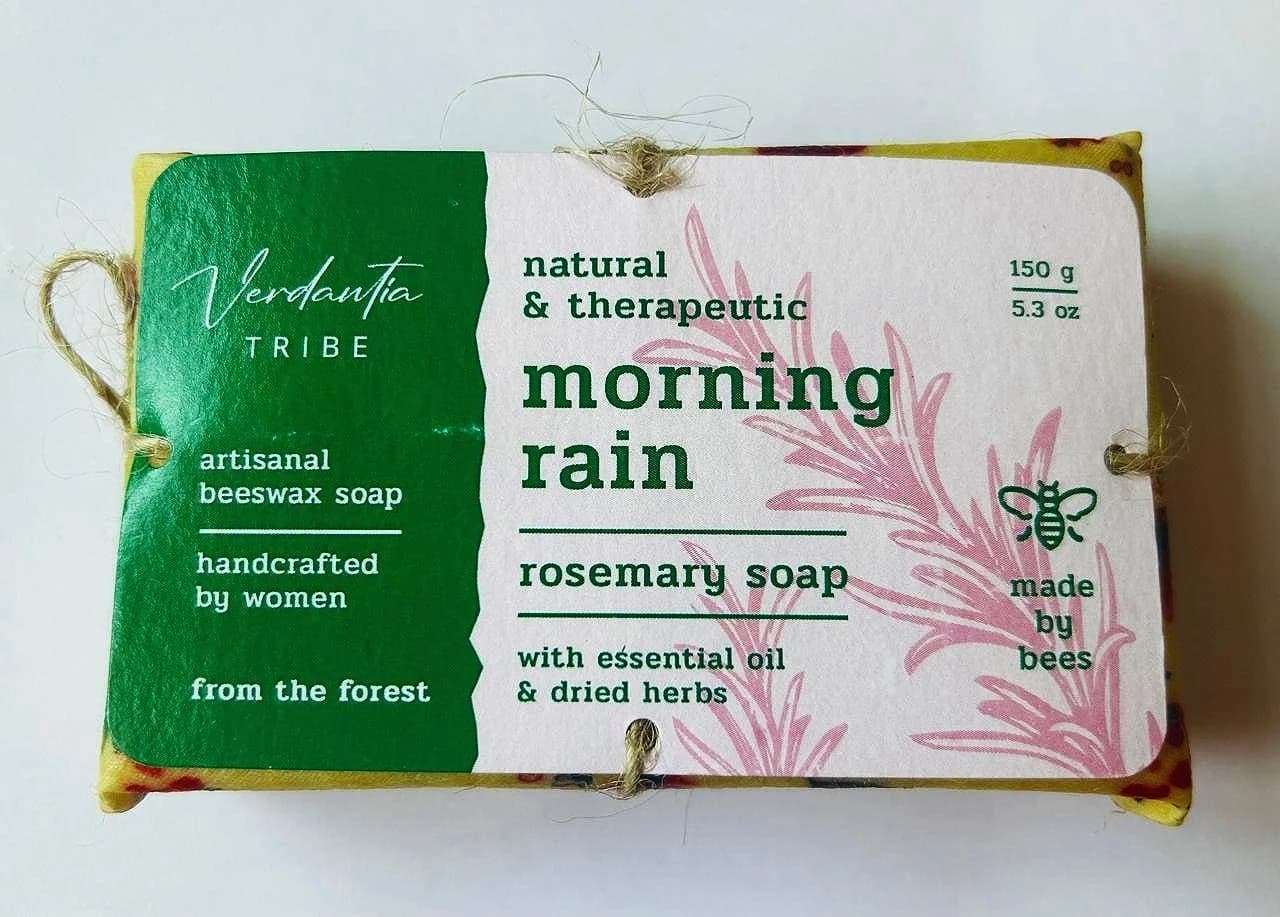 Verdantia
TRIBE
artisanal
beeswax soap
handcrafted
by women
from the forest
natural
& therapeutic
morning
rain
rosemary soap
with essential oil
& dried herbs
150 g
5.3 oz
made
by
bees